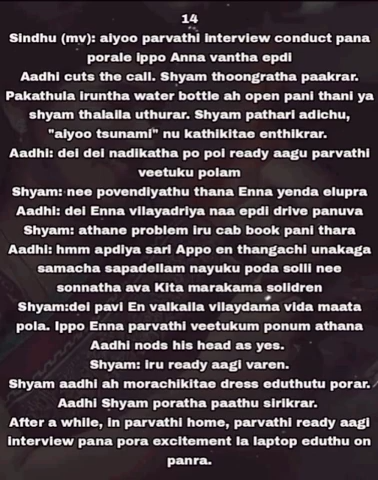 14
Sindhu (mv): aiyoo parvathi interview conduct pana
porale ippo Anna vantha epdi
Aadhi cuts the call. Shyam thoongratha paakrar.
Pakathula iruntha water bottle ah open pani thani ya
shyam thalaila uthurar. Shyam pathari adichu,
"aiyoo tsunami" nu kathikitae enthikrar.
Aadhi: dei dei nadikatha po poi ready aagu parvathi
veetuku polam
Shyam: nee povendiyathu thana Enna yenda elupra
Aadhi: dei Enna vilayadriya naa epdi drive panuva
Shyam: athane problem iru cab book pani thara
Aadhi: hmm apdiya sari Appo en thangachi unakaga
samacha sapadellam nayuku poda solli nee
sonnatha ava Kita marakama solidren
Shyam:dei pavi En valkaila vilaydama vida maata
pola. Ippo Enna parvathi veetukum ponum athana
Aadhi nods his head as yes.
Shyam: iru ready aagi varen.
Shyam aadhi ah morachikitae dress eduthutu porar.
Aadhi Shyam poratha paathu sirikrar.
After a while, in parvathi home, parvathi ready aagi
interview pana pora excitement la laptop eduthu on
panra.